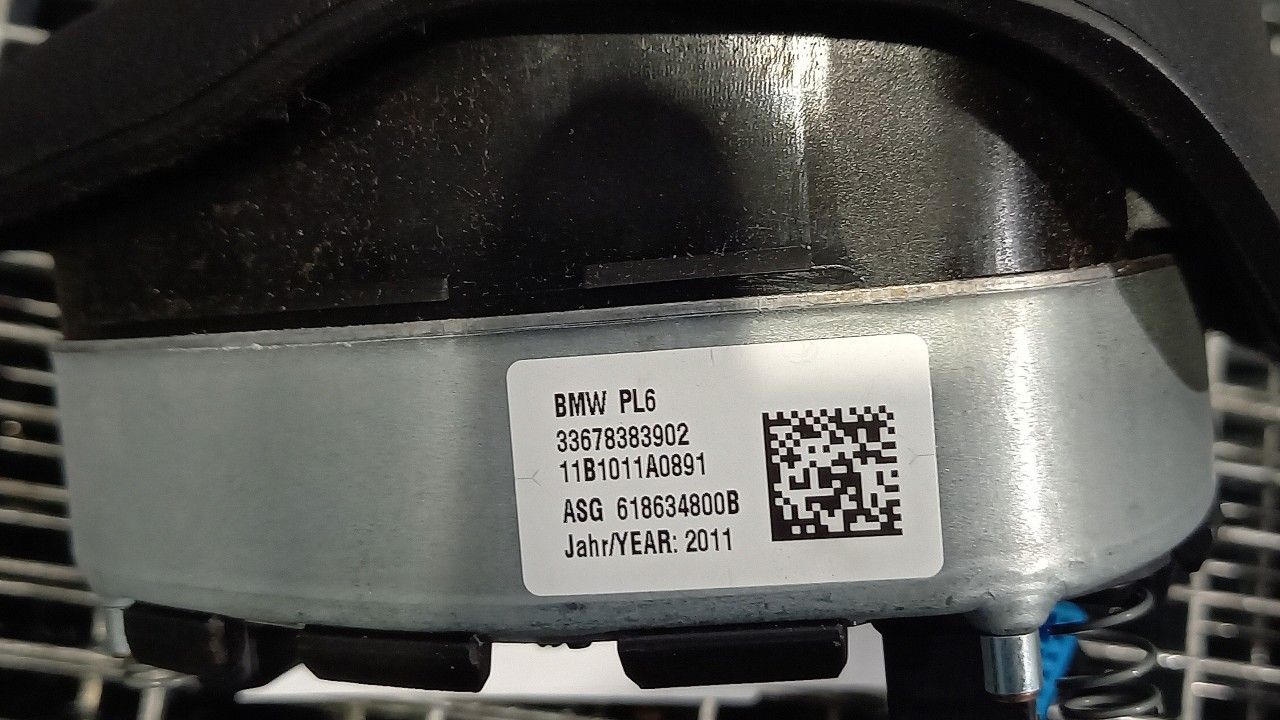 BMW PL6
33678383902
11B1011A0891
ASG 618634800B
Jahr/YEAR: 2011